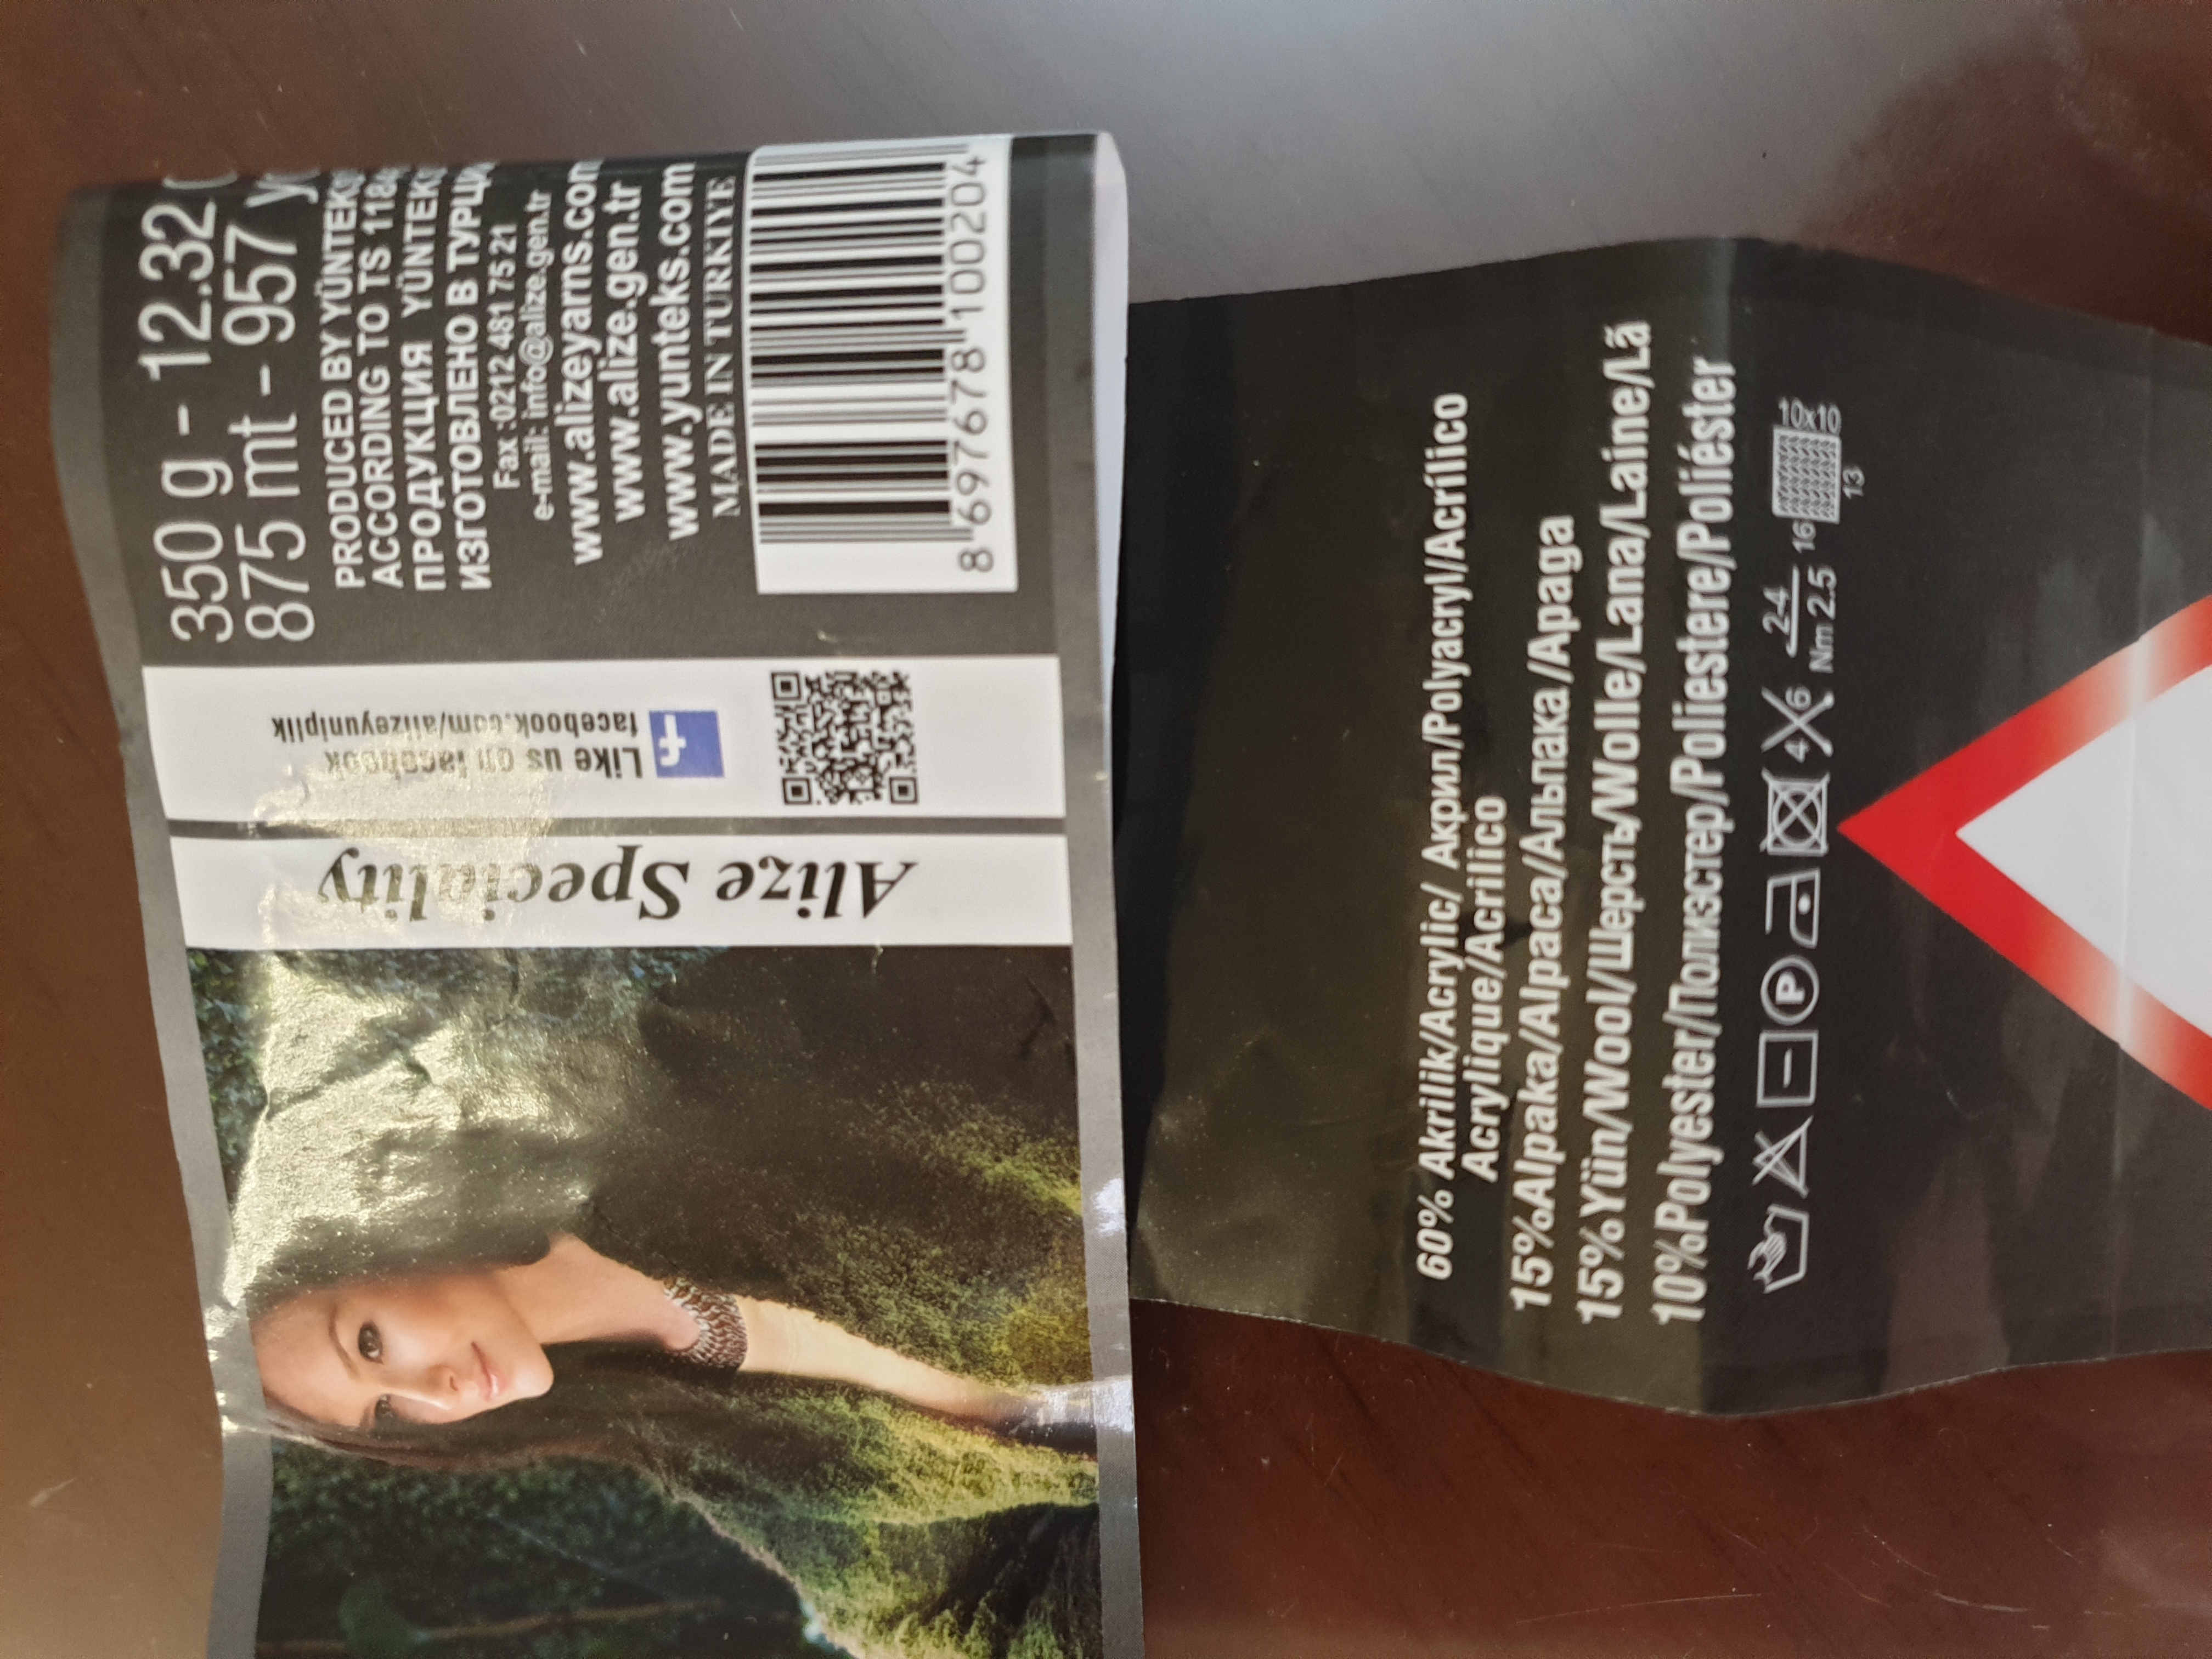 350 g - 12.32
875 mt - 957
PRODUCED BY YÜNTEKS
ACCORDING TO TS
ПРОДУКЦИЯ YÜNTEKS
ИЗГОТОВЛЕНО В
Fax :0212 481 75 21
e-mail: info@alize.gen.tr
www.alizeyarns.com
www.alize.gen.tr
www.yunteks.com
MADE IN TURKIYE
8 697678 100204
Like us on facebook
facebook.com/alizeyuniplik
Alize Speciality
60% Akrilik/Acrylic/ Акрил/Polyacryl/Acrílico
Acrylique/Acrilico
15%Alpaka/Alpaca/Альпака/Apaga
15%Yün/Wool/Шерсть/Wolle/Lana/Laine/Lã
10%Polyester/Полиэстер/Poliestere/Poliéster
P
4 6
24
Nm 2.5
16
10x10
13